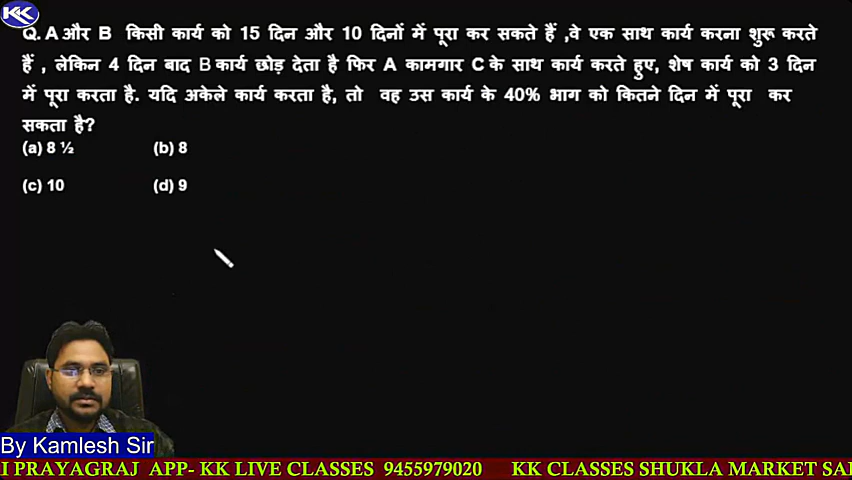 KK
Q. A और B किसी कार्य को 15 दिन और 10 दिनों में पूरा कर सकते हैं ,वे एक साथ कार्य करना शुरू करते
हैं , लेकिन 4 दिन बाद B कार्य छोड़ देता है फिर A कामगार C के साथ कार्य करते हुए, शेष कार्य को 3 दिन
में पूरा करता है. यदि अकेले कार्य करता है, तो वह उस कार्य के 40% भाग को कितने दिन में पूरा कर
सकता है?
(a) 8 ½ (b) 8
(c) 10 (d) 9
By Kamlesh Sir
I PRAYAGRAJ APP- KK LIVE CLASSES 9455979020 KK CLASSES SHUKLA MARKET SA